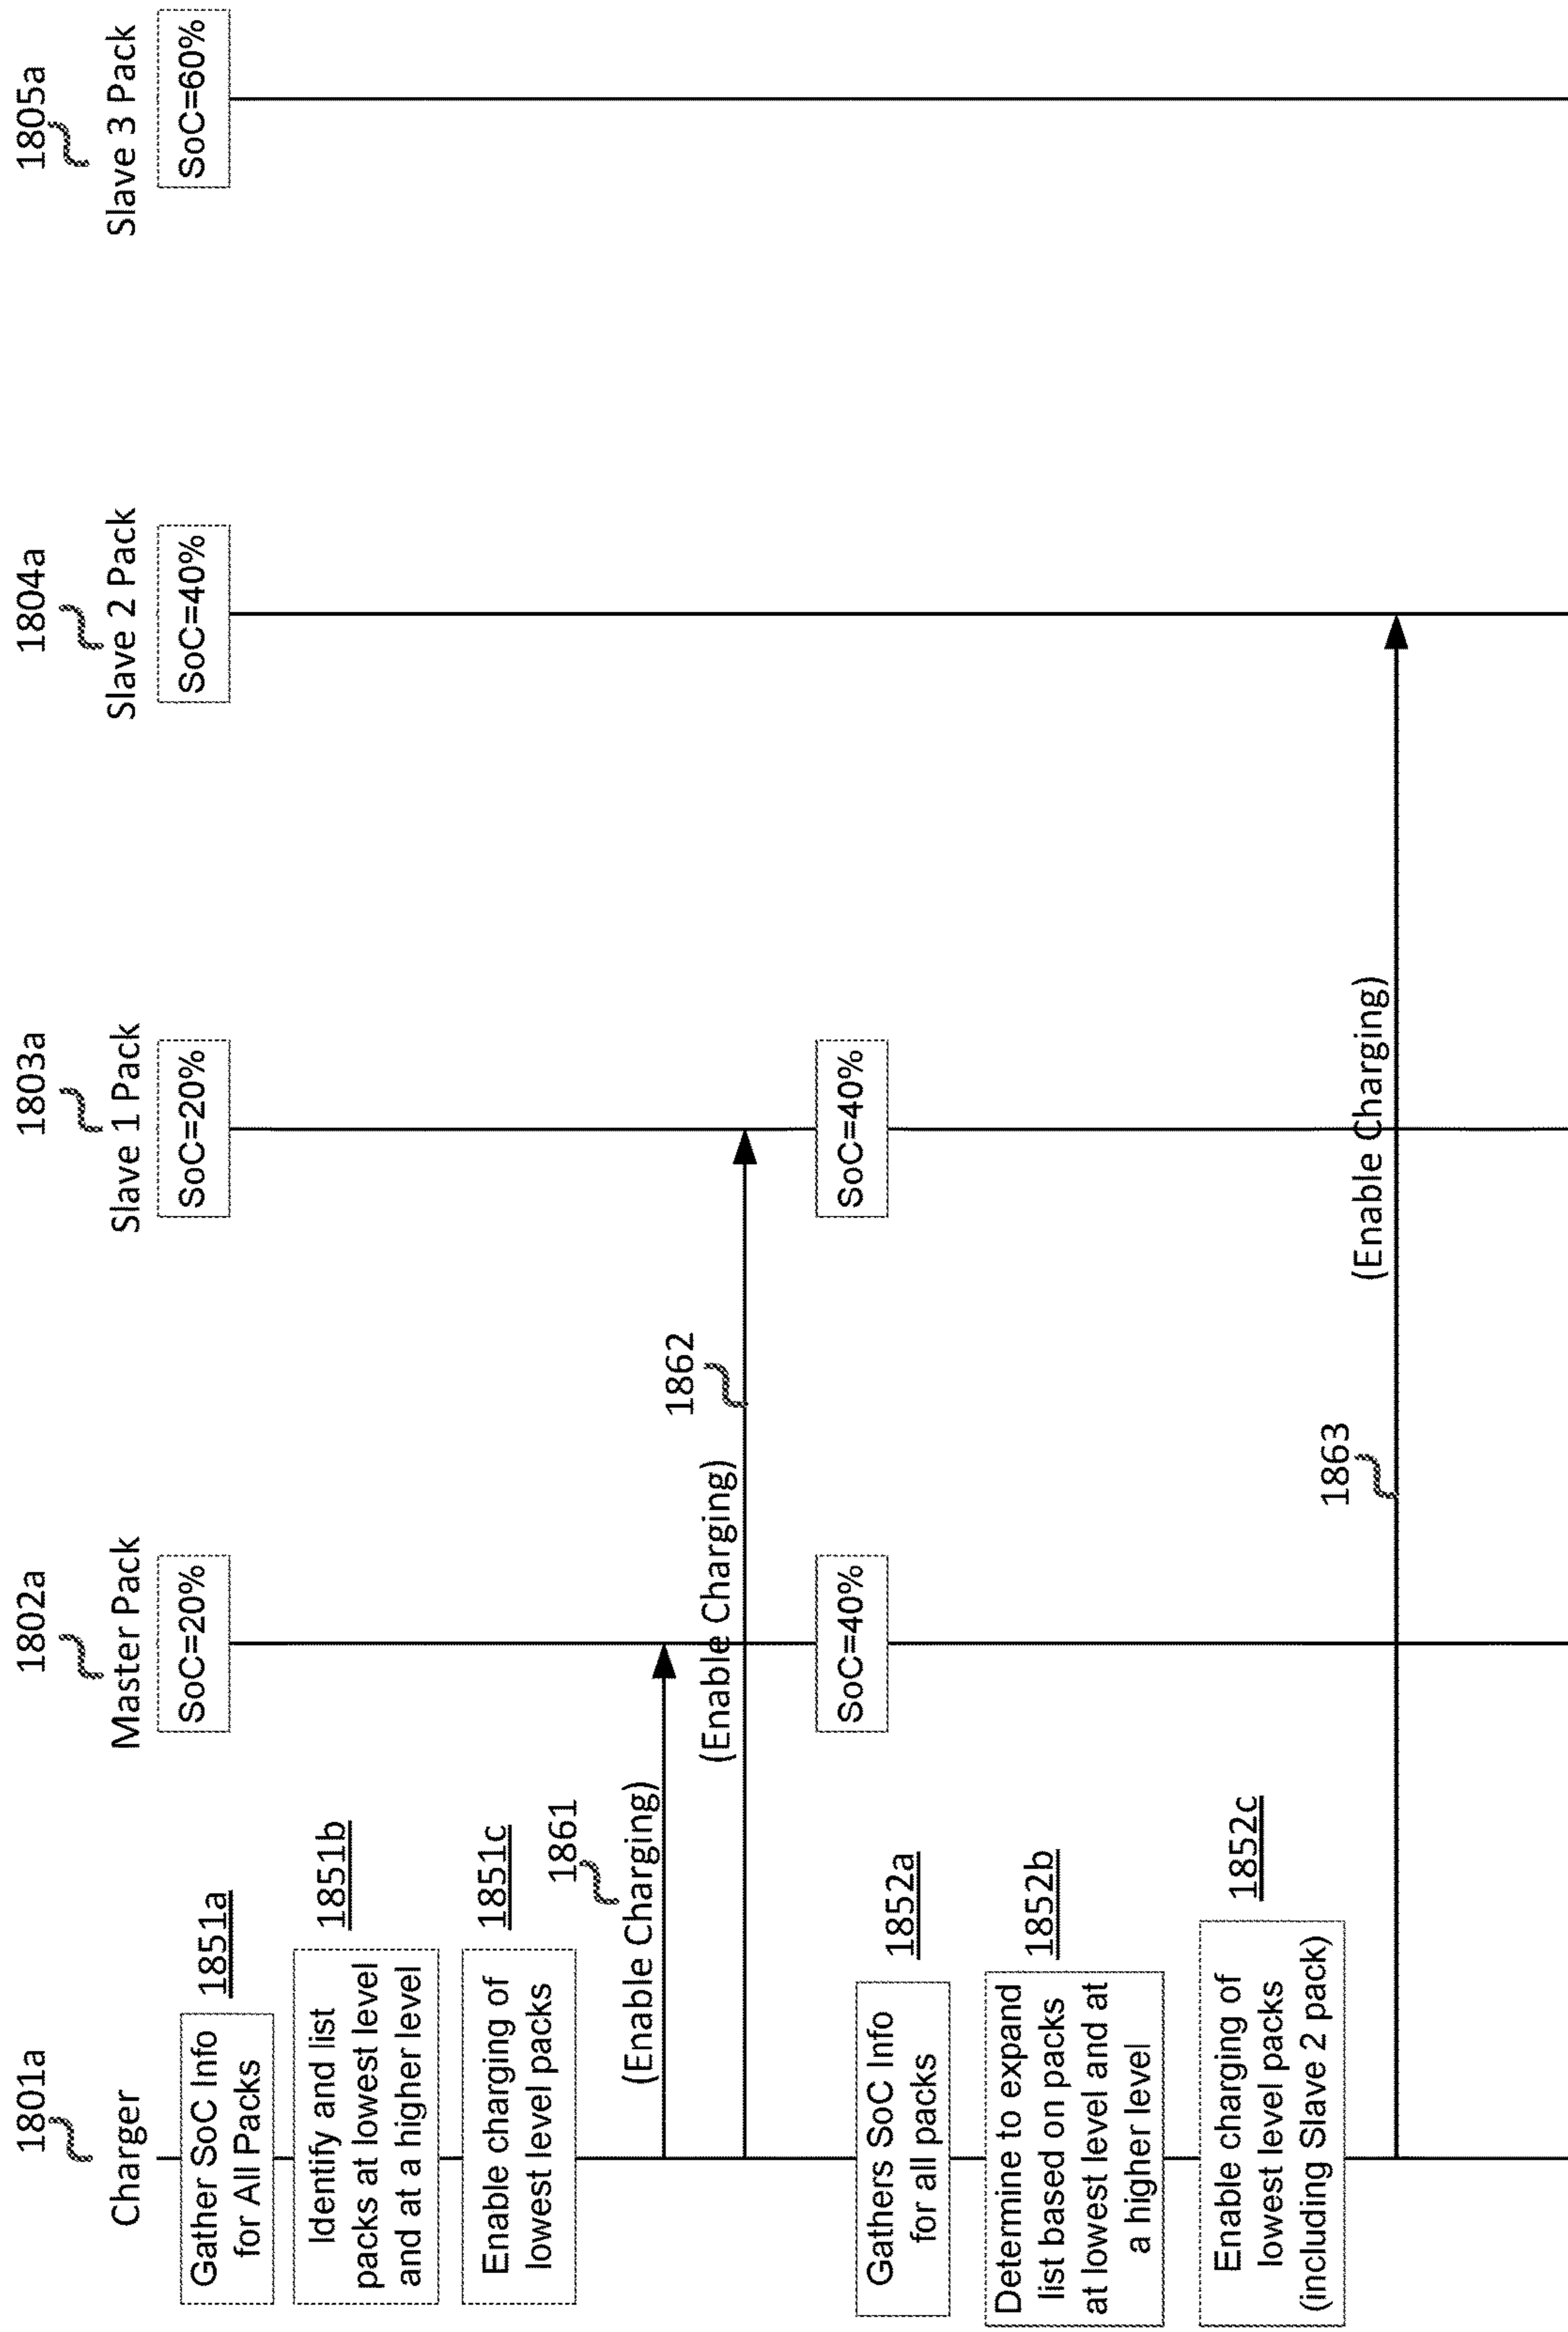 1801a
Charger
1802a
Master Pack
1803a
Slave 1 Pack
1804a
Slave 2 Pack
1805a
Slave 3 Pack
SoC=20%
SoC=20%
SoC=40%
SoC=60%
Gather SoC Info
for All Packs
1851a
Identify and list
packs at lowest level
and at a higher level
1851b
Enable charging of
lowest level packs
1851c
1861
(Enable Charging)
1862
(Enable Charging)
SoC=40%
SoC=40%
Gathers SoC Info
for all packs
1852a
Determine to expand
list based on packs
at lowest level and at
a higher level
1852b
Enable charging of
lowest level packs
(including Slave 2 pack)
1852c
1863
(Enable Charging)